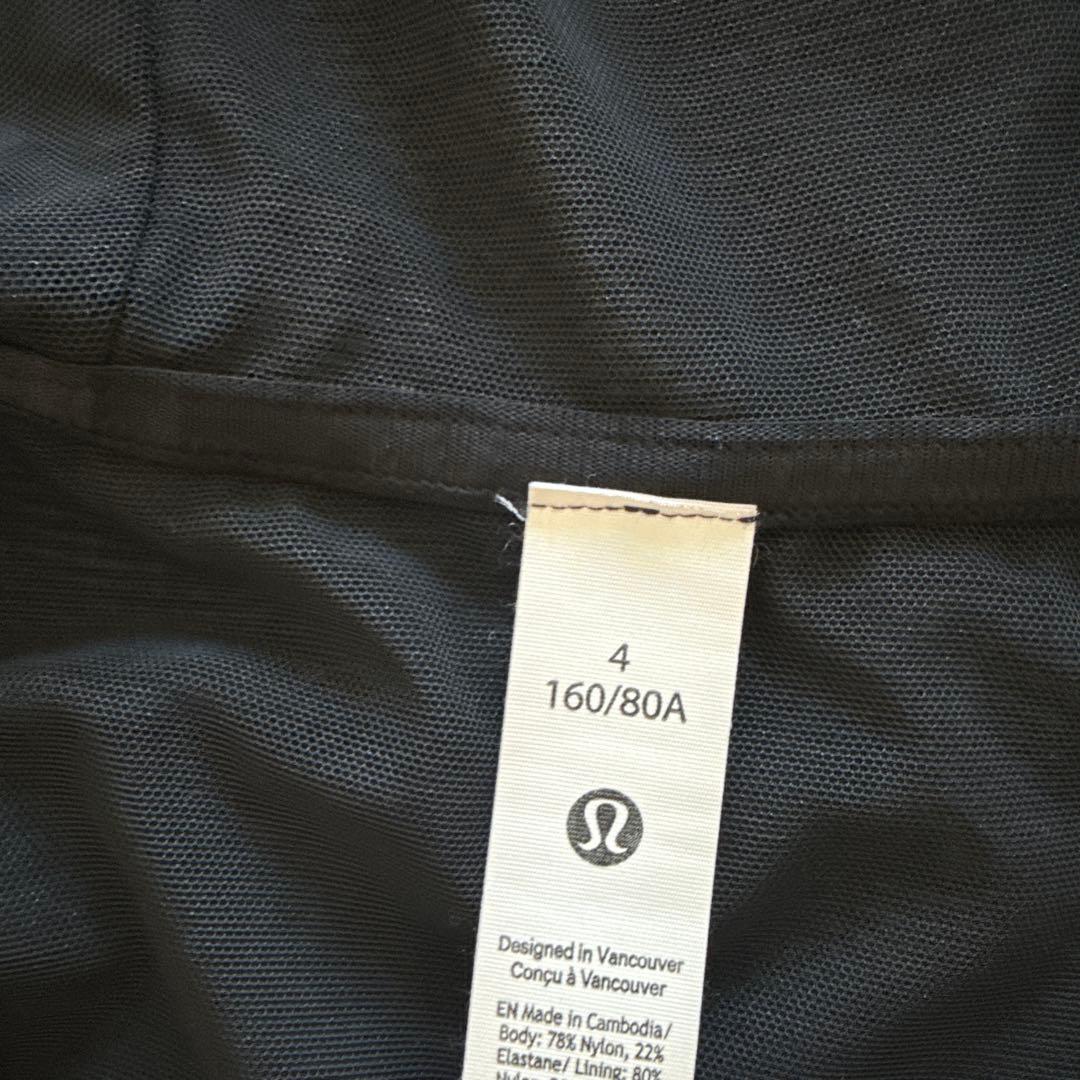 4
160/80A
Designed in Vancouver
Conçu à Vancouver
EN Made in Cambodia/
Body: 78% Nylon, 22%
Elastane/ Lining: 80%